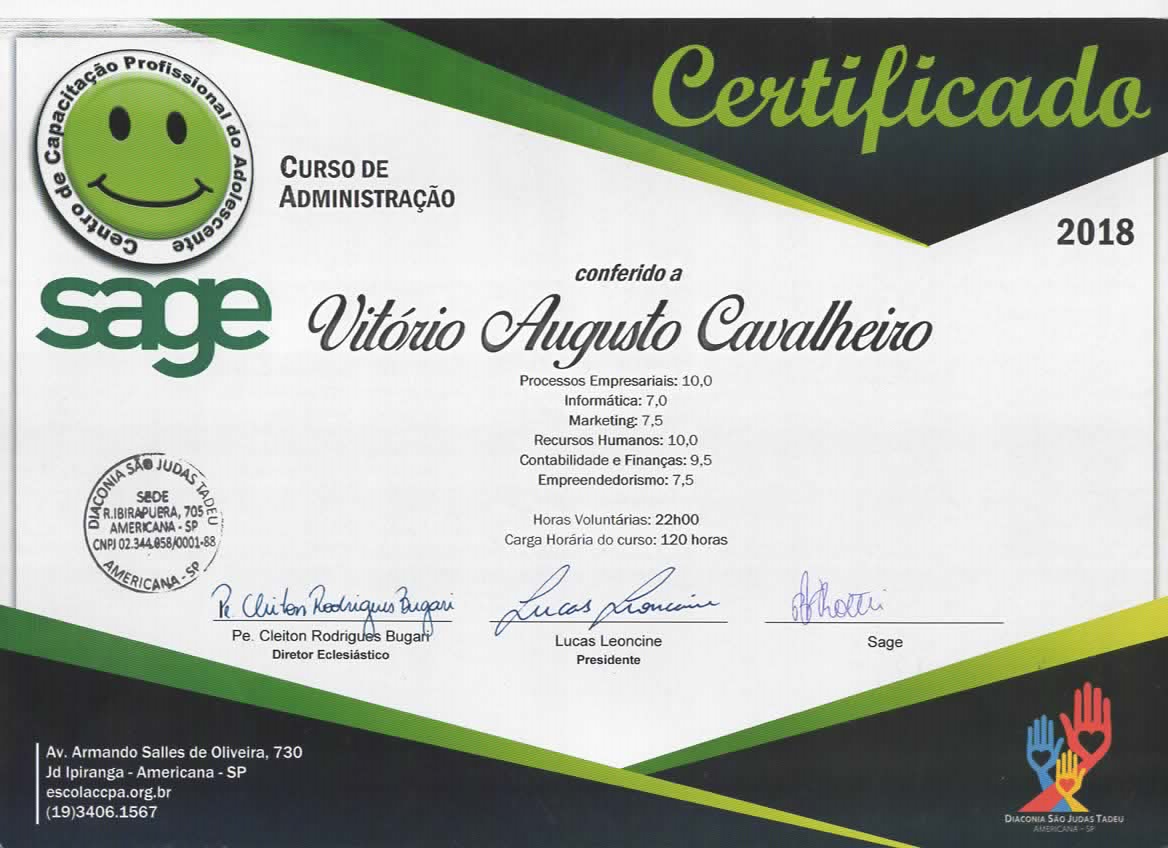 Certificado
Centro de Capacitação Profissional do Adolescente
CURSO DE
ADMINISTRAÇÃO
2018
sage
conferido a
Vitório Augusto Cavalheiro
Processos Empresariais: 10,0
Informática: 7,0
Marketing: 7,5
Recursos Humanos: 10,0
Contabilidade e Finanças: 9,5
Empreendedorismo: 7,5
Horas Voluntárias: 22h00
Carga Horária do curso: 120 horas
DIACONIA SÃO JUDAS TADEU
SEDE
R.IBIRAPUERA, 705
AMERICANA - SP
CNPJ 02.344.058/0001-88
AMERICANA - SP
Pe. Cleiton Rodrigues Bugari
Lucas Leoncine
Pe. Cleiton Rodrigues Bugari
Diretor Eclesiástico
Lucas Leoncine
Presidente
Sage
Av. Armando Salles de Oliveira, 730
Jd Ipiranga - Americana - SP
escolaccpa.org.br
(19)3406.1567
DIACONIA SÃO JUDAS TADEU
AMERICANA - SP